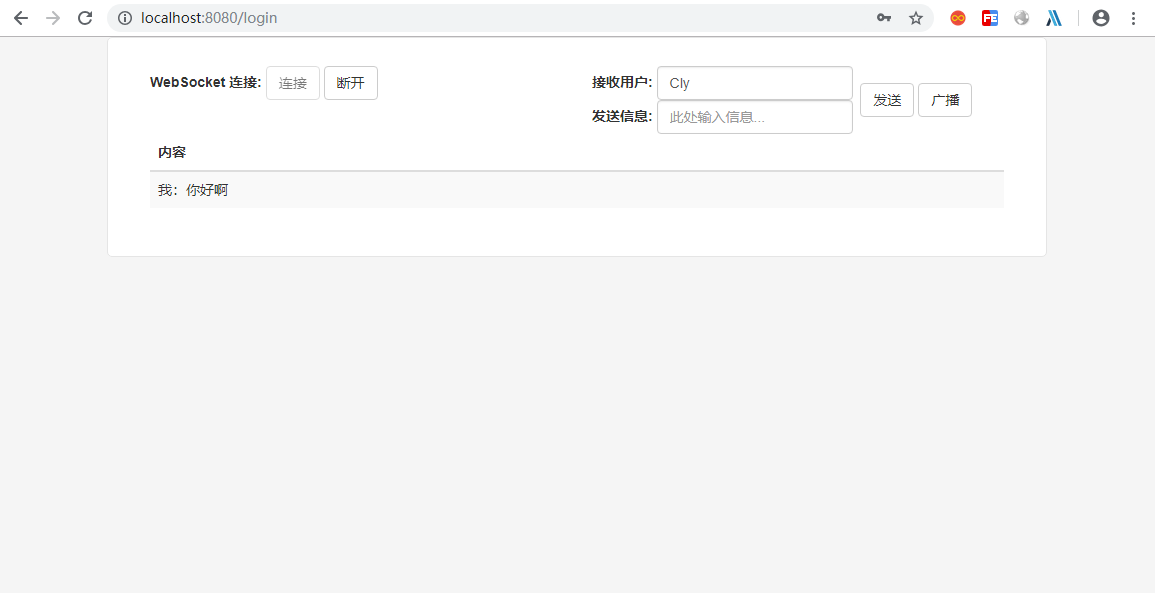 localhost:8080/login
FE
WebSocket 连接: 连接 断开
接收用户: Cly
发送信息: 此处输入信息...
发送 广播
内容
我：你好啊